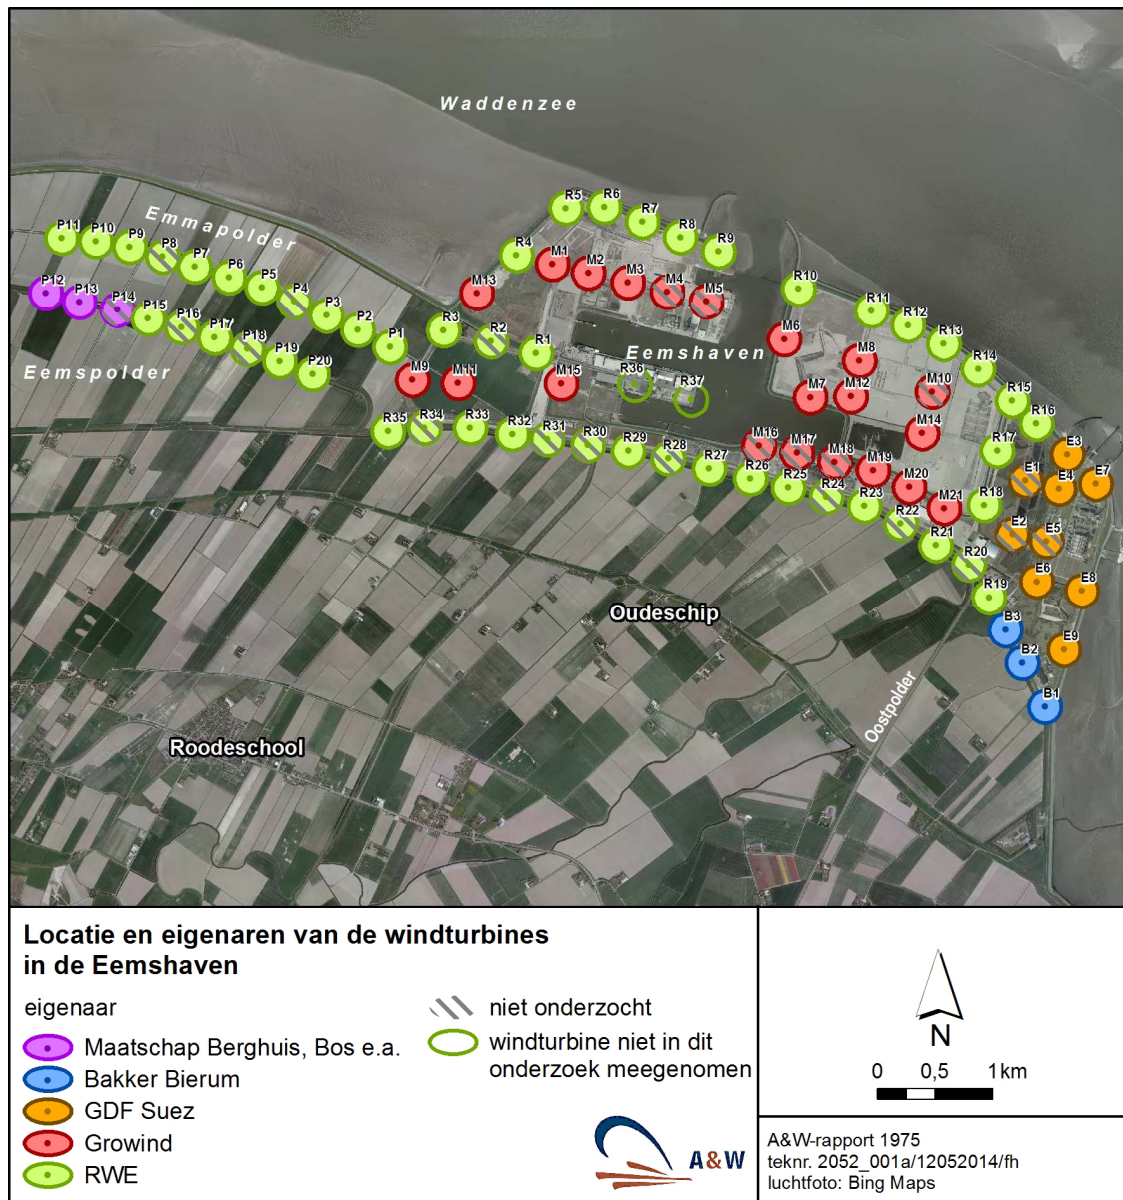 Waddenzee
R5 R6 R7 R8 R9
P11 P10 P9 P8 P7 P6 P5 P4 P3 P2 P1
Emmapolder
R4 M1 M2 M3 M4 M5
M13
R10 R11 R12 R13 R14 R15 R16
P12 P13 P14 P15 P16 P17 P18 P19 P20
R3 R2 R1
M6 M8 M10
Eemshaven
Eemspolder
M9 M11 M15 R36 R37 M7 M12 M14
R35 R34 R33 R32 R31 R30 R29 R28 R27 R26 R25 R24 R23 R22 R21 R20 R19
M16 M17 M18 M19 M20 M21
R17 R18
E3 E1 E4 E7
E2 E5
E6 E8
E9
B3
B2
B1
Oudeschip
Oostpolder
Roodeschool
Locatie en eigenaren van de windturbines
in de Eemshaven
eigenaar
Maatschap Berghuis, Bos e.a.
Bakker Bierum
GDF Suez
Growind
RWE
niet onderzocht
windturbine niet in dit
onderzoek meegenomen
A&W
N
0 0,5 1 km
A&W-rapport 1975
teknr. 2052_001a/12052014/fh
luchtfoto: Bing Maps